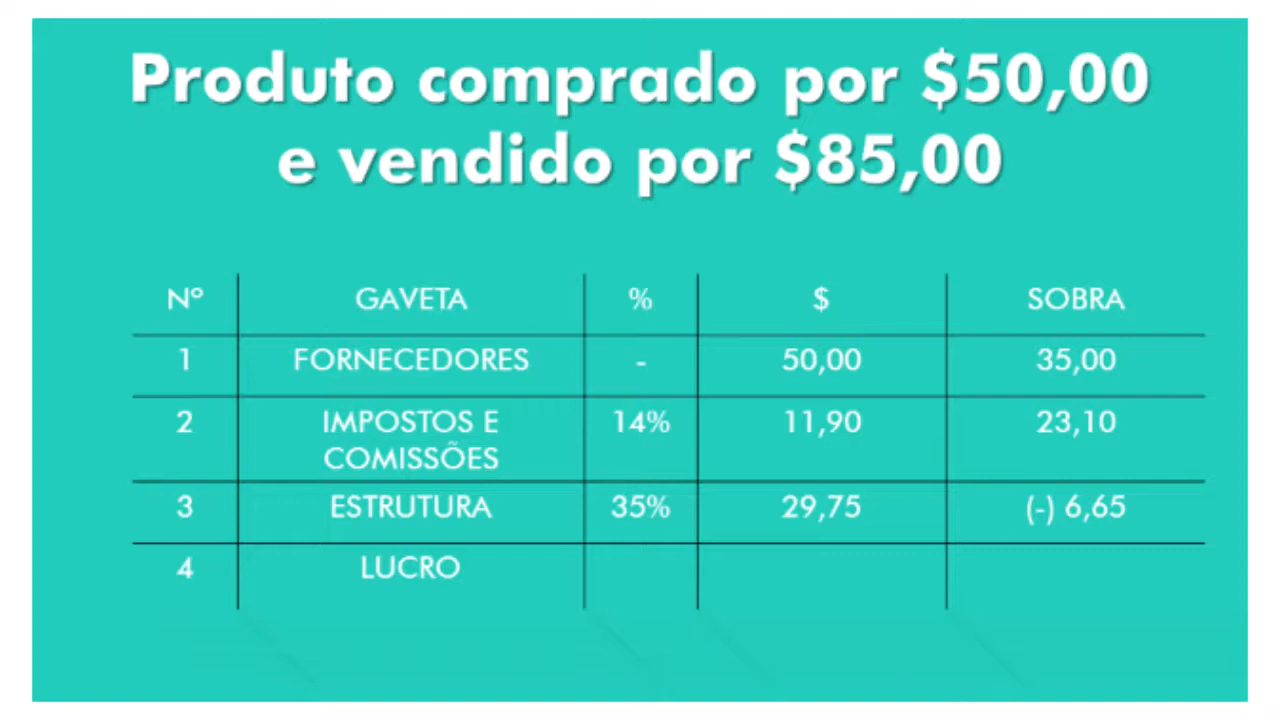 Produto comprado por $50,00
e vendido por $85,00
Nº GAVETA % $ SOBRA
1 FORNECEDORES - 50,00 35,00
2 IMPOSTOS E 14% 11,90 23,10
COMISSÕES
3 ESTRUTURA 35% 29,75 (-) 6,65
4 LUCRO